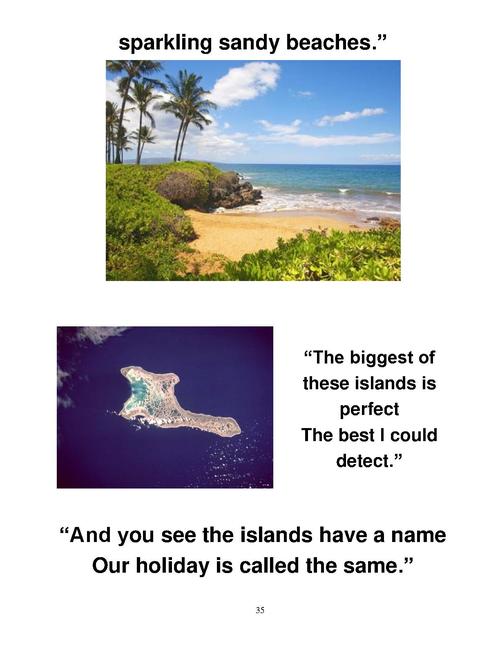 sparkling sandy beaches.”
“The biggest of
these islands is
perfect
The best I could
detect.”
“And you see the islands have a name
Our holiday is called the same.”
35